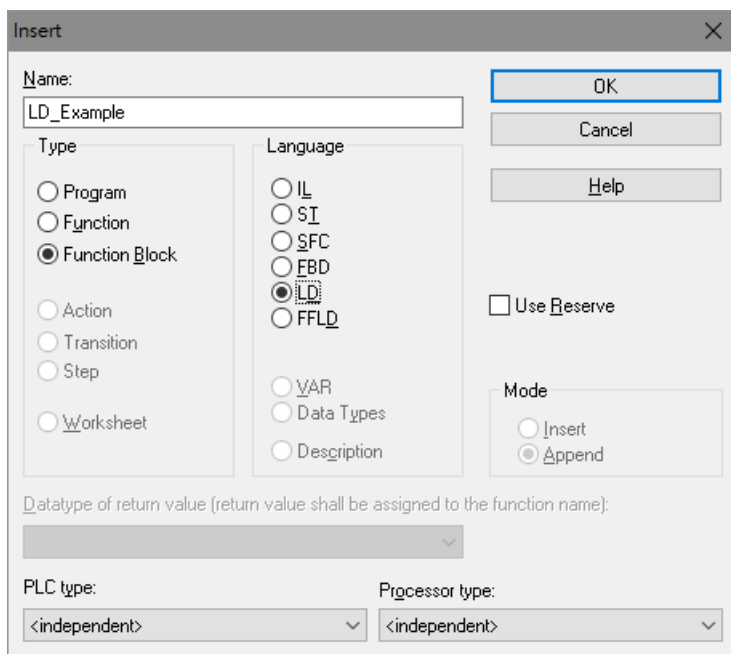 Insert
Name:
LD_Example
OK
Cancel
Help
Type
Program
Function
Function Block
Action
Transition
Step
Worksheet
Language
IL
ST
SFC
FBD
LD
FFLD
VAR
Data Types
Description
Use Reserve
Mode
Insert
Append
Datatype of return value (return value shall be assigned to the function name):
PLC type:
<independent>
Processor type:
<independent>